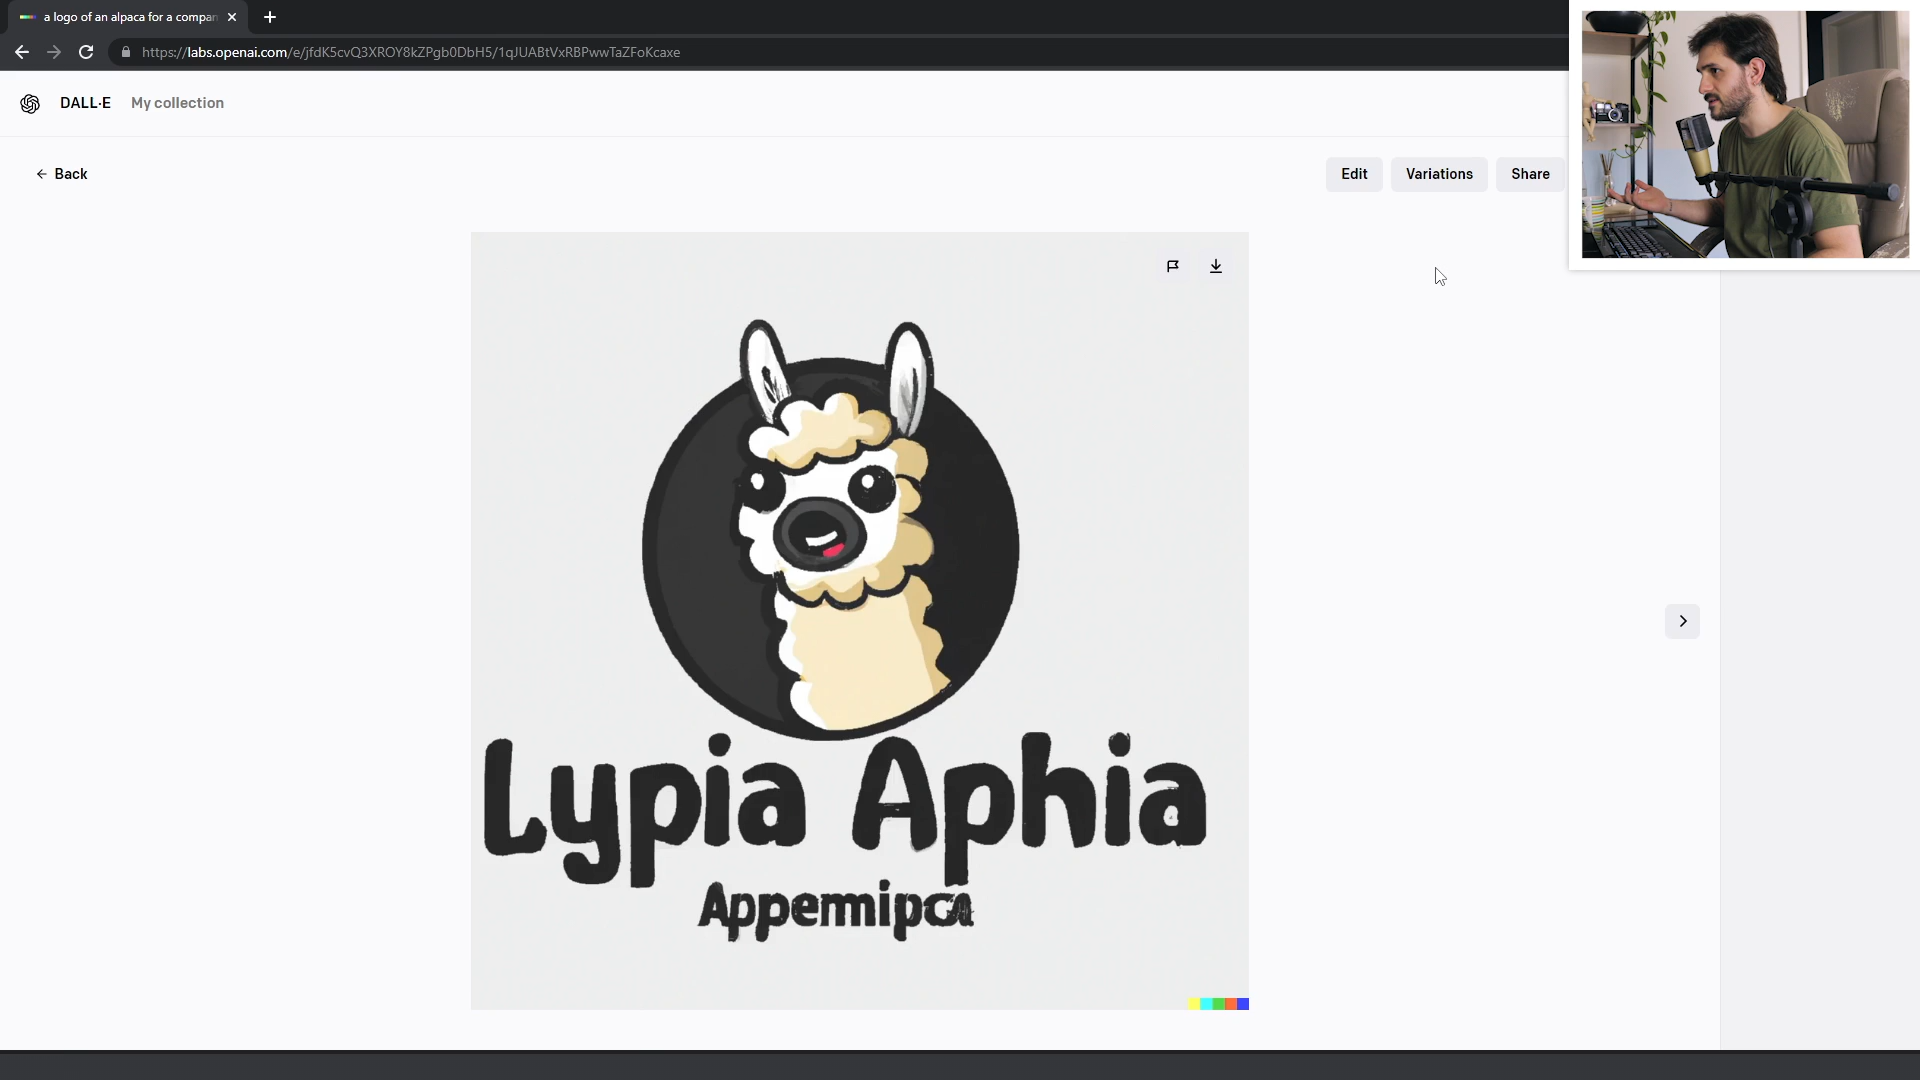 a logo of an alpaca for a compan
https://labs.openai.com/e/jfdK5cvQ3XROY8kZPgb0DbH5/1qJUABtVxRBPwwTaZFoKcaxe
DALL·E My collection
Back Edit Variations Share
Lypia Aphia
Appemnipca